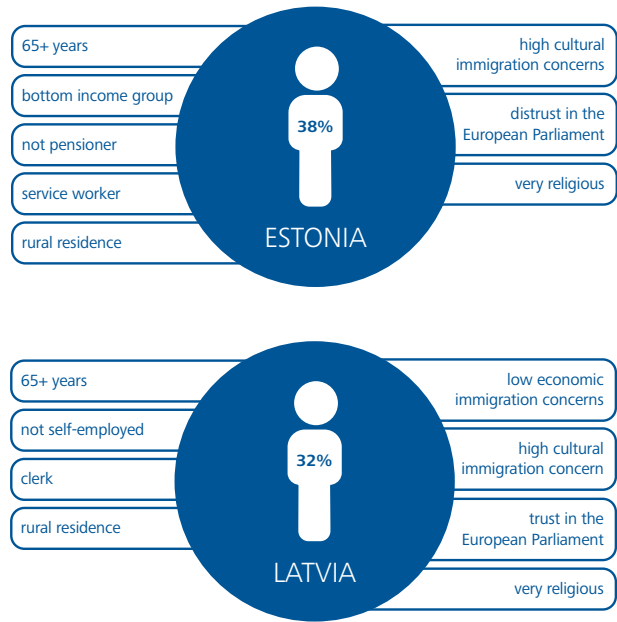 65+ years
bottom income group
not pensioner
service worker
rural residence
38%
ESTONIA
high cultural
immigration concerns
distrust in the
European Parliament
very religious
65+ years
not self-employed
clerk
rural residence
32%
LATVIA
low economic
immigration concerns
high cultural
immigration concern
trust in the
European Parliament
very religious